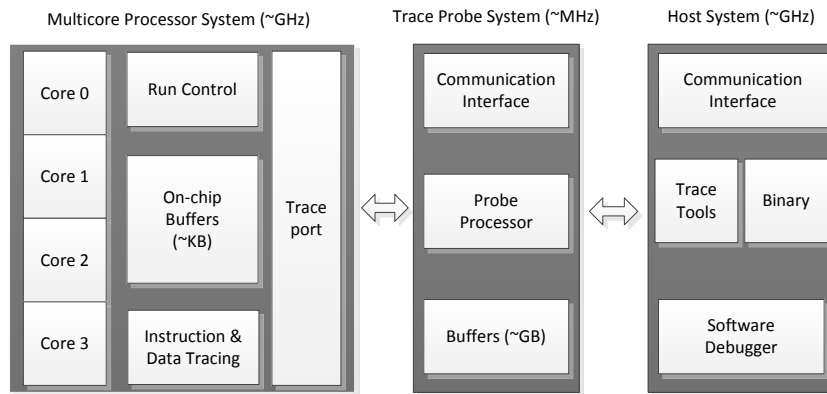 Multicore Processor System (~GHz)
Trace Probe System (~MHz)
Host System (~GHz)
Core 0
Core 1
Core 2
Core 3
Run Control
On-chip
Buffers
(~KB)
Instruction &
Data Tracing
Trace
port
Communication
Interface
Probe
Processor
Buffers (~GB)
Communication
Interface
Trace
Tools
Binary
Software
Debugger